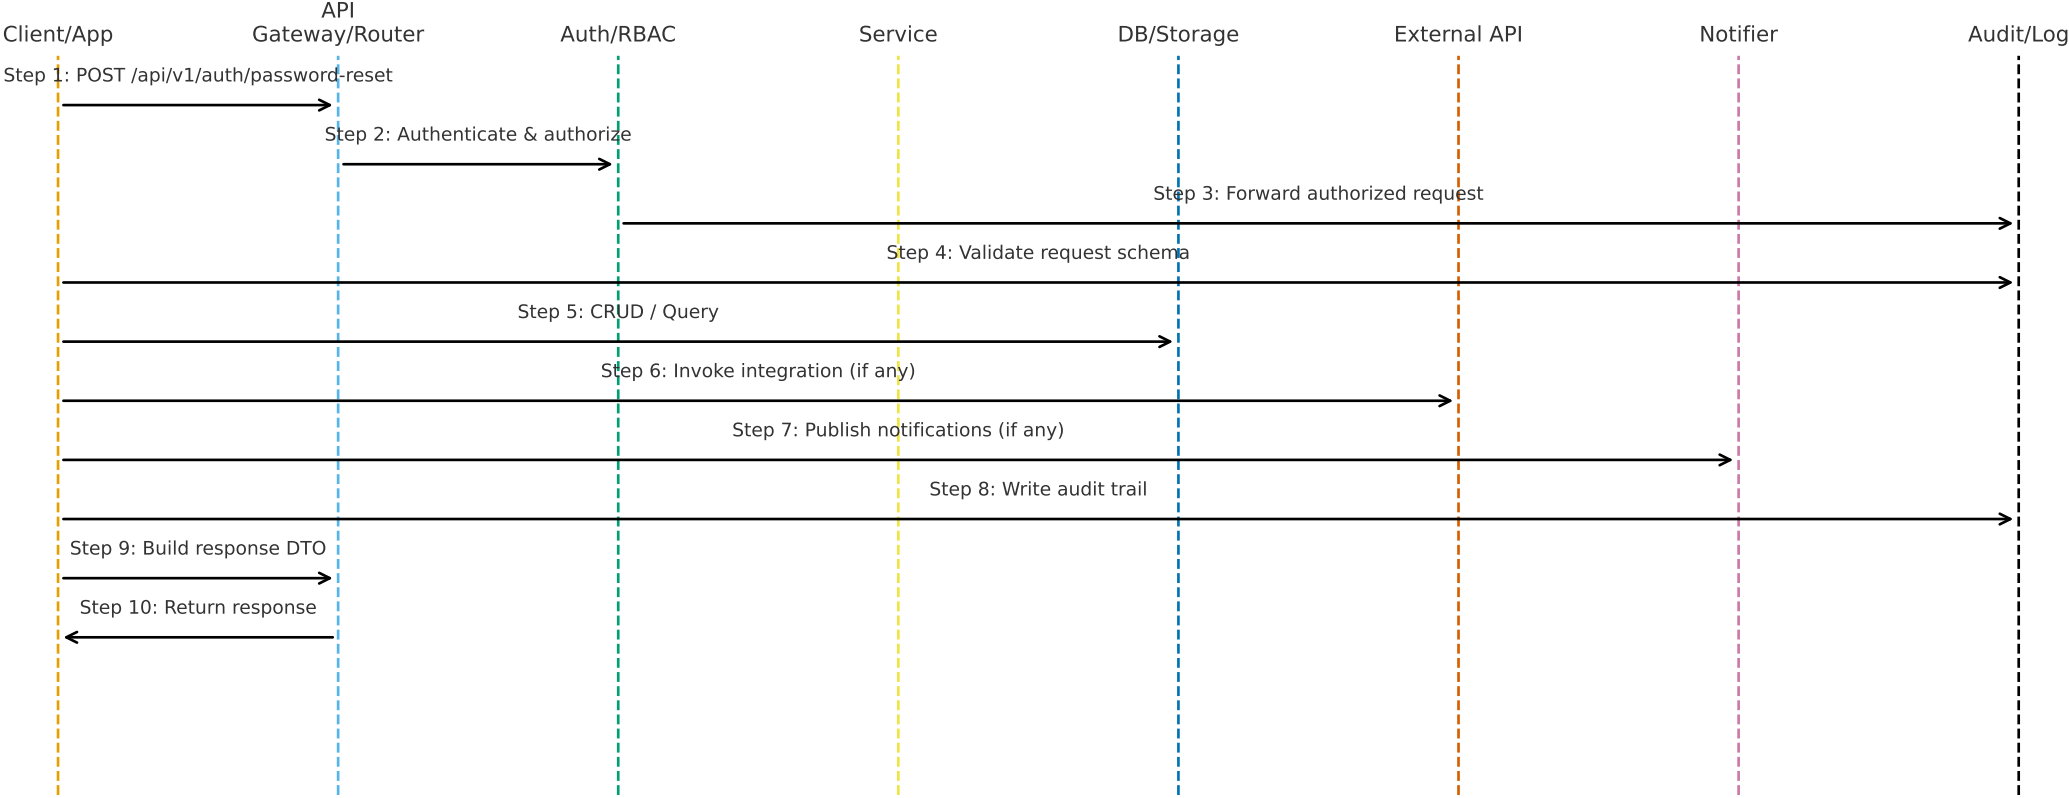 API
Client/App Gateway/Router Auth/RBAC Service DB/Storage External API Notifier Audit/Log
Step 1: POST /api/v1/auth/password-reset
Step 2: Authenticate & authorize
Step 3: Forward authorized request
Step 4: Validate request schema
Step 5: CRUD / Query
Step 6: Invoke integration (if any)
Step 7: Publish notifications (if any)
Step 8: Write audit trail
Step 9: Build response DTO
Step 10: Return response